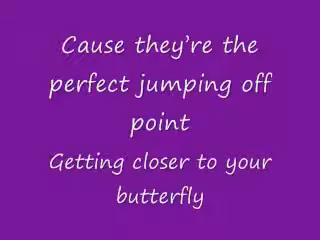 Cause they're the
perfect jumping off
point
Getting closer to your
butterfly